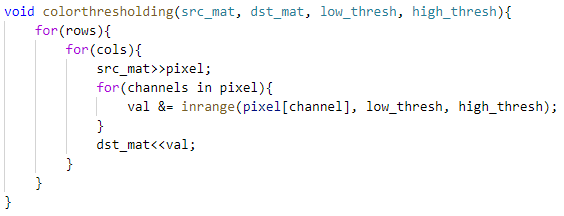 void colorthresholding(src_mat, dst_mat, low_thresh, high_thresh){
    for(rows){
        for(cols){
            src_mat>>pixel;
            for(channels in pixel){
                val &= inrange(pixel[channel], low_thresh, high_thresh);
            }
            dst_mat<<val;
        }
    }
}